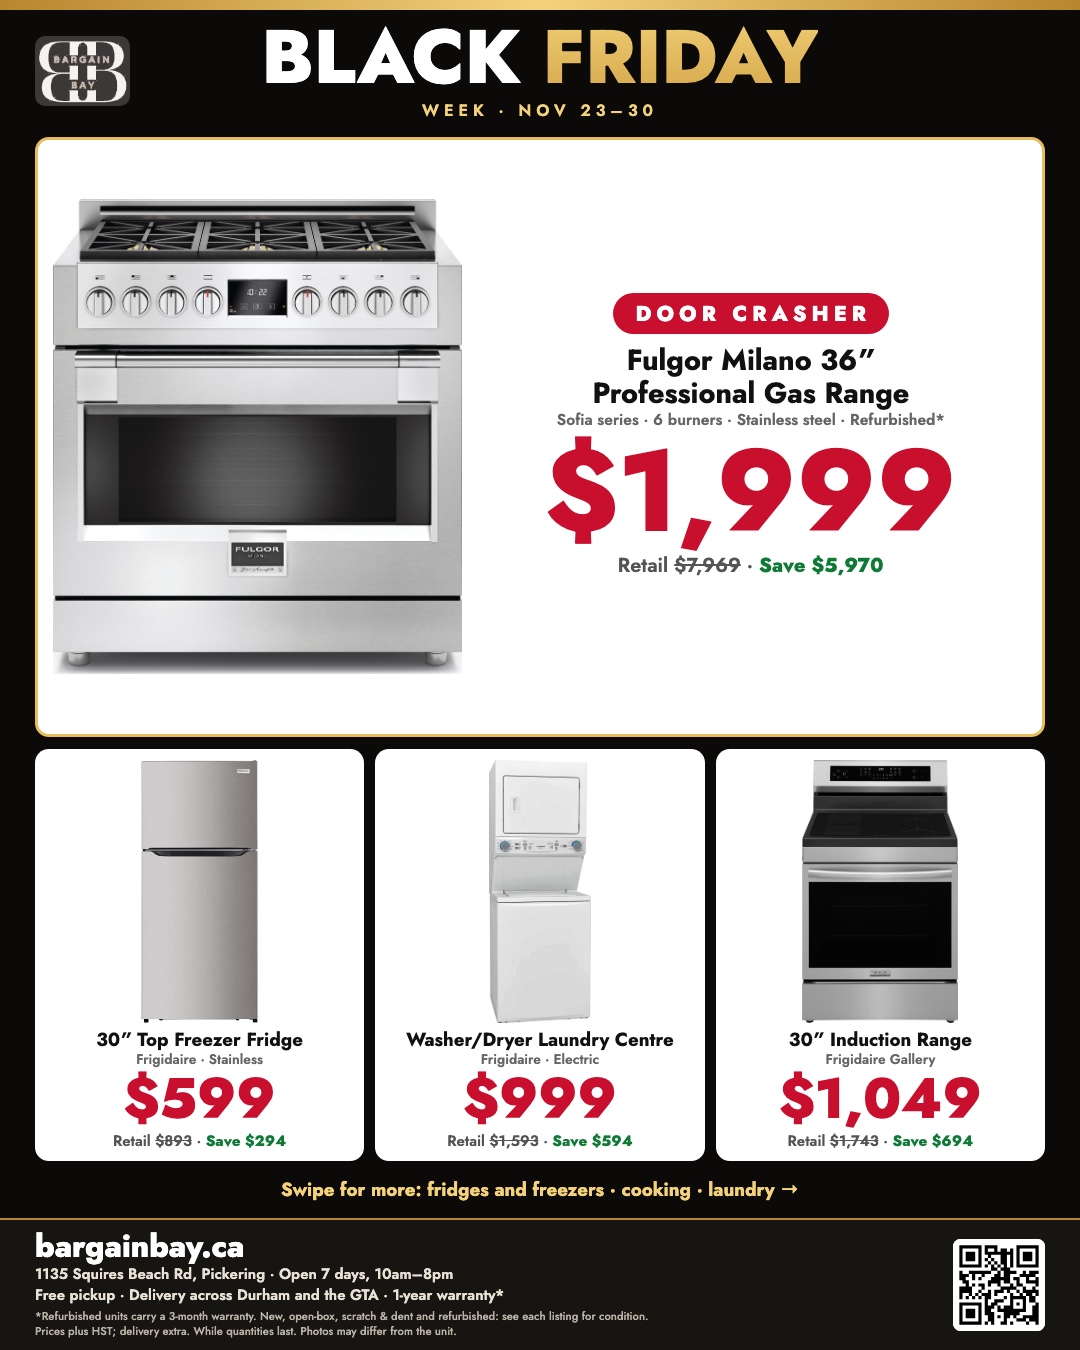 BARGAIN
BAY
BLACK FRIDAY
WEEK · NOV 23–30
10:22
FULGOR
MILANO
DOOR CRASHER
Fulgor Milano 36”
Professional Gas Range
Sofia series · 6 burners · Stainless steel · Refurbished*
$1,999
Retail $7,969 · Save $5,970
30” Top Freezer Fridge
Frigidaire · Stainless
$599
Retail $893 · Save $294
Washer/Dryer Laundry Centre
Frigidaire · Electric
$999
Retail $1,593 · Save $594
30” Induction Range
Frigidaire Gallery
$1,049
Retail $1,743 · Save $694
Swipe for more: fridges and freezers · cooking · laundry →
bargainbay.ca
1135 Squires Beach Rd, Pickering · Open 7 days, 10am–8pm
Free pickup · Delivery across Durham and the GTA · 1-year warranty*
*Refurbished units carry a 3-month warranty. New, open-box, scratch & dent and refurbished: see each listing for condition.
Prices plus HST; delivery extra. While quantities last. Photos may differ from the unit.